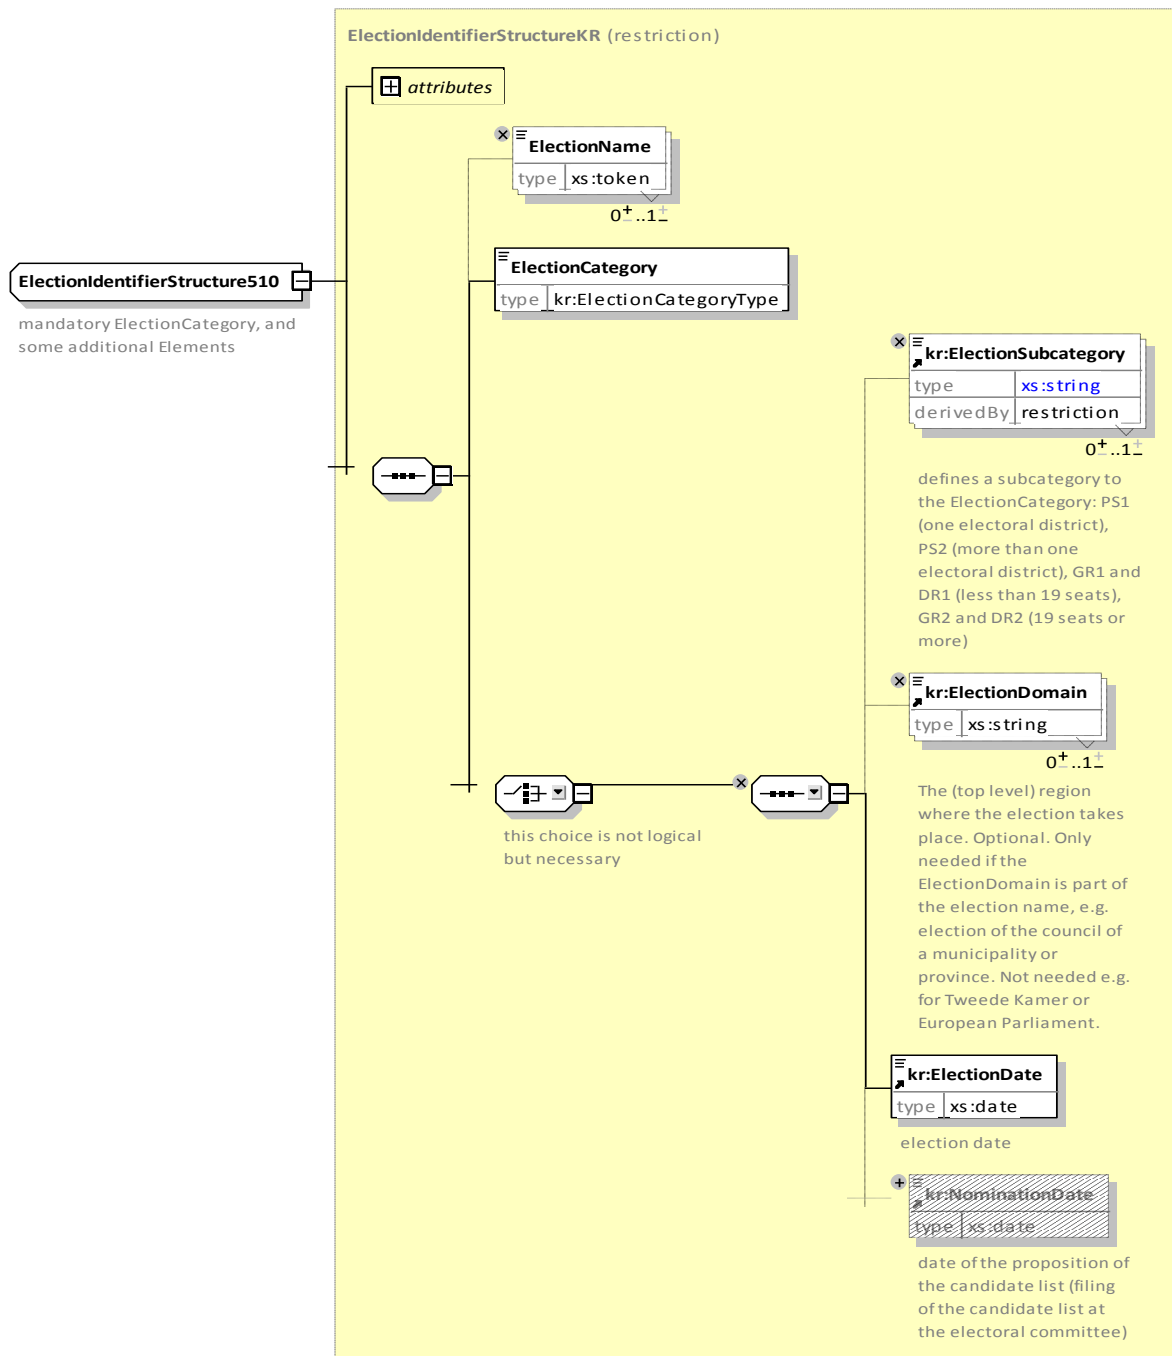 ElectionIdentifierStructureKR (restriction)
attributes
ElectionName
type xs:token
0..1
ElectionCategory
type kr:ElectionCategoryType
ElectionIdentifierStructure510
mandatory ElectionCategory, and
some additional Elements
kr:ElectionSubcategory
type xs:string
derivedBy restriction
0..1
defines a subcategory to
the ElectionCategory: PS1
(one electoral district),
PS2 (more than one
electoral district), GR1 and
DR1 (less than 19 seats),
GR2 and DR2 (19 seats or
more)
kr:ElectionDomain
type xs:string
0..1
The (top level) region
where the election takes
place. Optional. Only
needed if the
ElectionDomain is part of
the election name, e.g.
election of the council of
a municipality or
province. Not needed e.g.
for Tweede Kamer or
European Parliament.
this choice is not logical
but necessary
kr:ElectionDate
type xs:date
election date
kr:NominationDate
type xs:date
date of the proposition of
the candidate list (filing
of the candidate list at
the electoral committee)